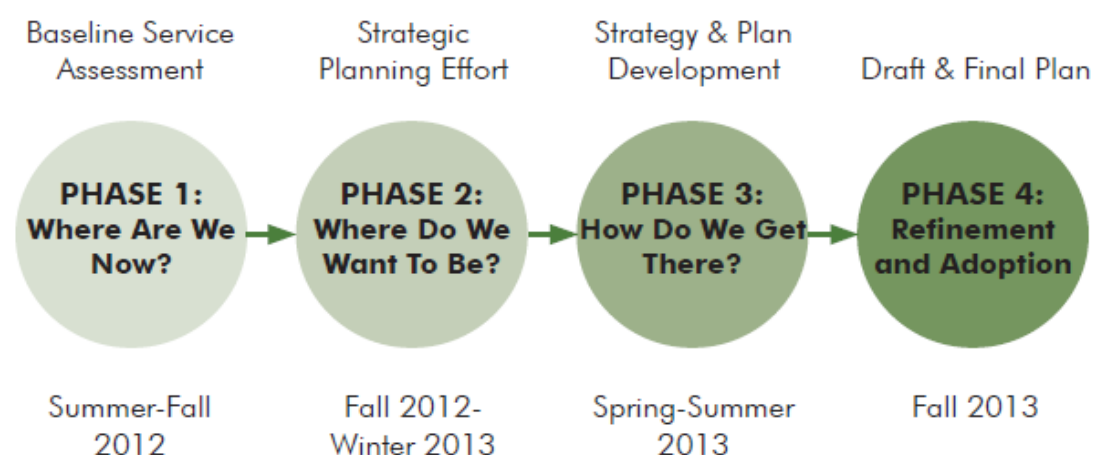 Baseline Service
Assessment
Strategic
Planning Effort
Strategy & Plan
Development
Draft & Final Plan
PHASE 1:
Where Are We
Now?
PHASE 2:
Where Do We
Want To Be?
PHASE 3:
How Do We Get
There?
PHASE 4:
Refinement
and Adoption
Summer-Fall
2012
Fall 2012-
Winter 2013
Spring-Summer
2013
Fall 2013